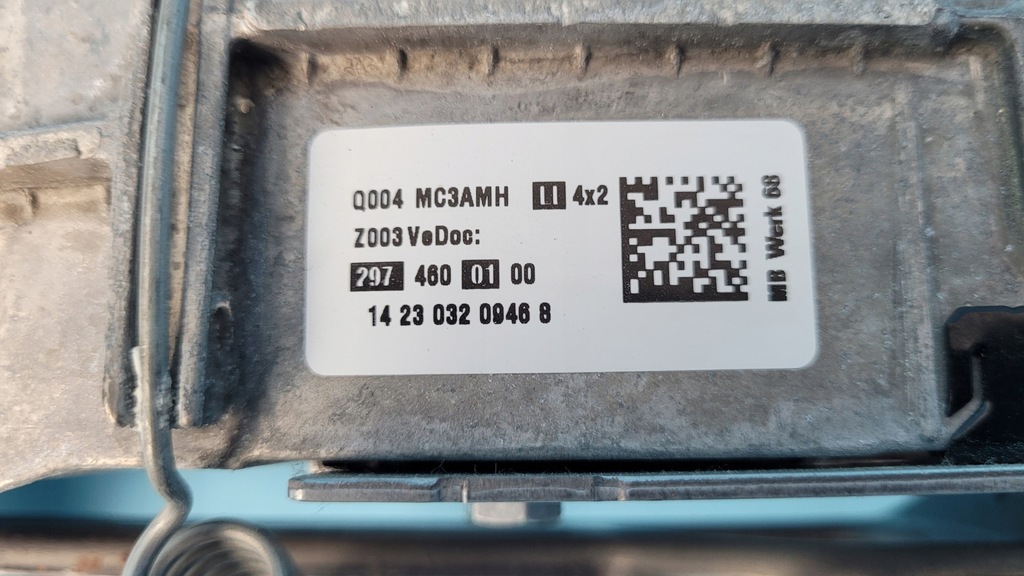 Q004 MC3AMH LL 4x2
Z003 VeDoc:
297 460 01 00
14 23 032 0946 8
MB Werk 68